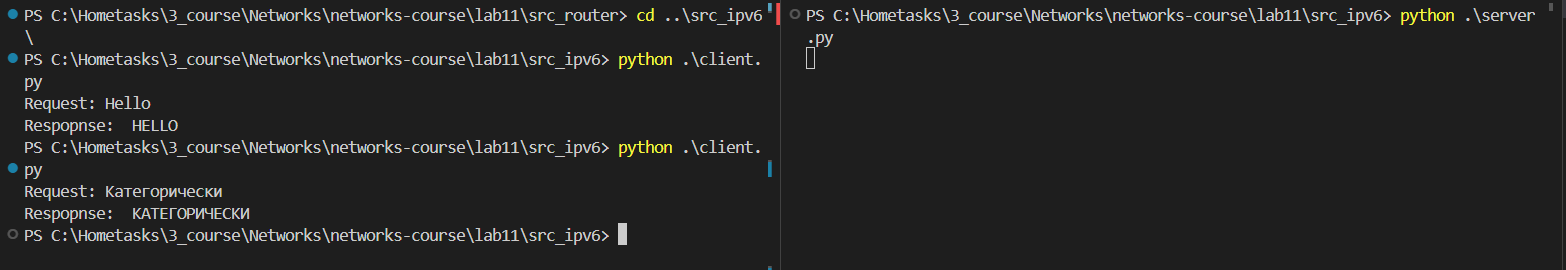 PS C:\Hometasks\3_course\Networks\networks-course\lab11\src_router> cd ..\src_ipv6
\
PS C:\Hometasks\3_course\Networks\networks-course\lab11\src_ipv6> python .\client.
py
Request: Hello
Respopnse:  HELLO
PS C:\Hometasks\3_course\Networks\networks-course\lab11\src_ipv6> python .\client.
py
Request: Категорически
Respopnse:  КАТЕГОРИЧЕСКИ
PS C:\Hometasks\3_course\Networks\networks-course\lab11\src_ipv6>
PS C:\Hometasks\3_course\Networks\networks-course\lab11\src_ipv6> python .\server
.py